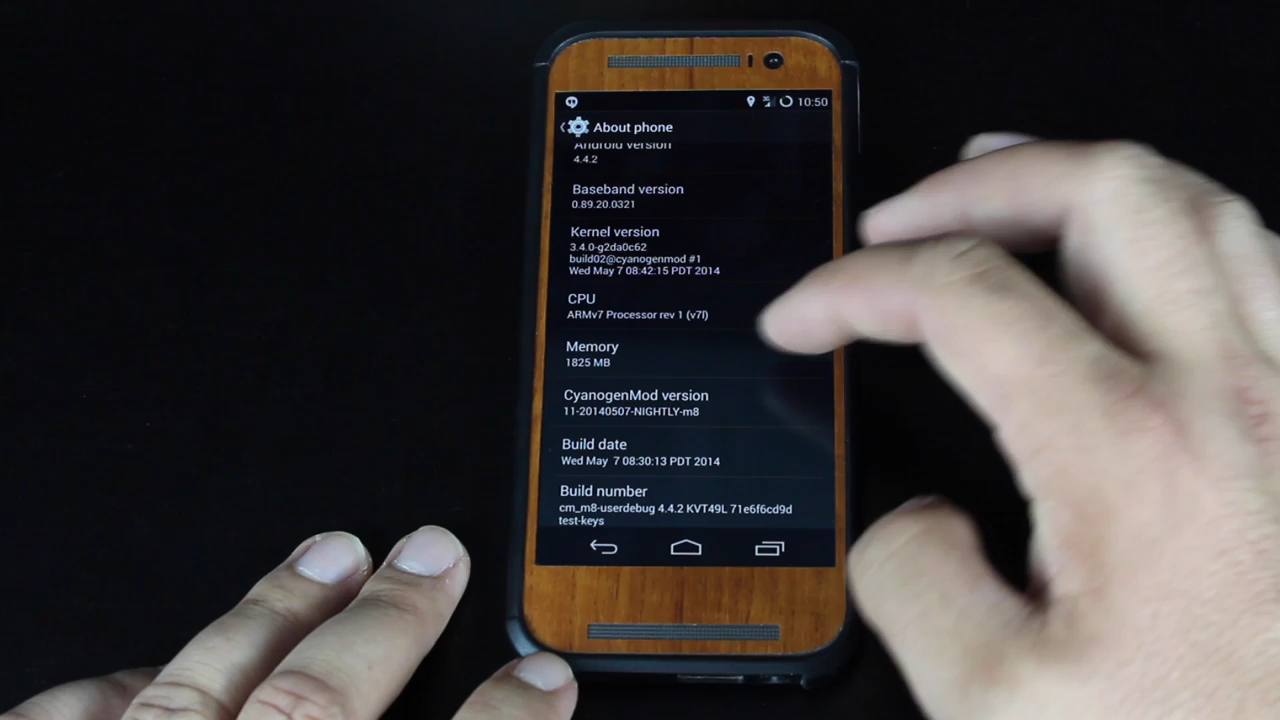 10:50
About phone
Android version
4.4.2
Baseband version
0.89.20.0321
Kernel version
3.4.0-g2da0c62
build02@cyanogenmod #1
Wed May 7 08:42:15 PDT 2014
CPU
ARMv7 Processor rev 1 (v7l)
Memory
1825 MB
CyanogenMod version
11-20140507-NIGHTLY-m8
Build date
Wed May  7 08:30:13 PDT 2014
Build number
cm_m8-userdebug 4.4.2 KVT49L 71e6f6cd9d
test-keys